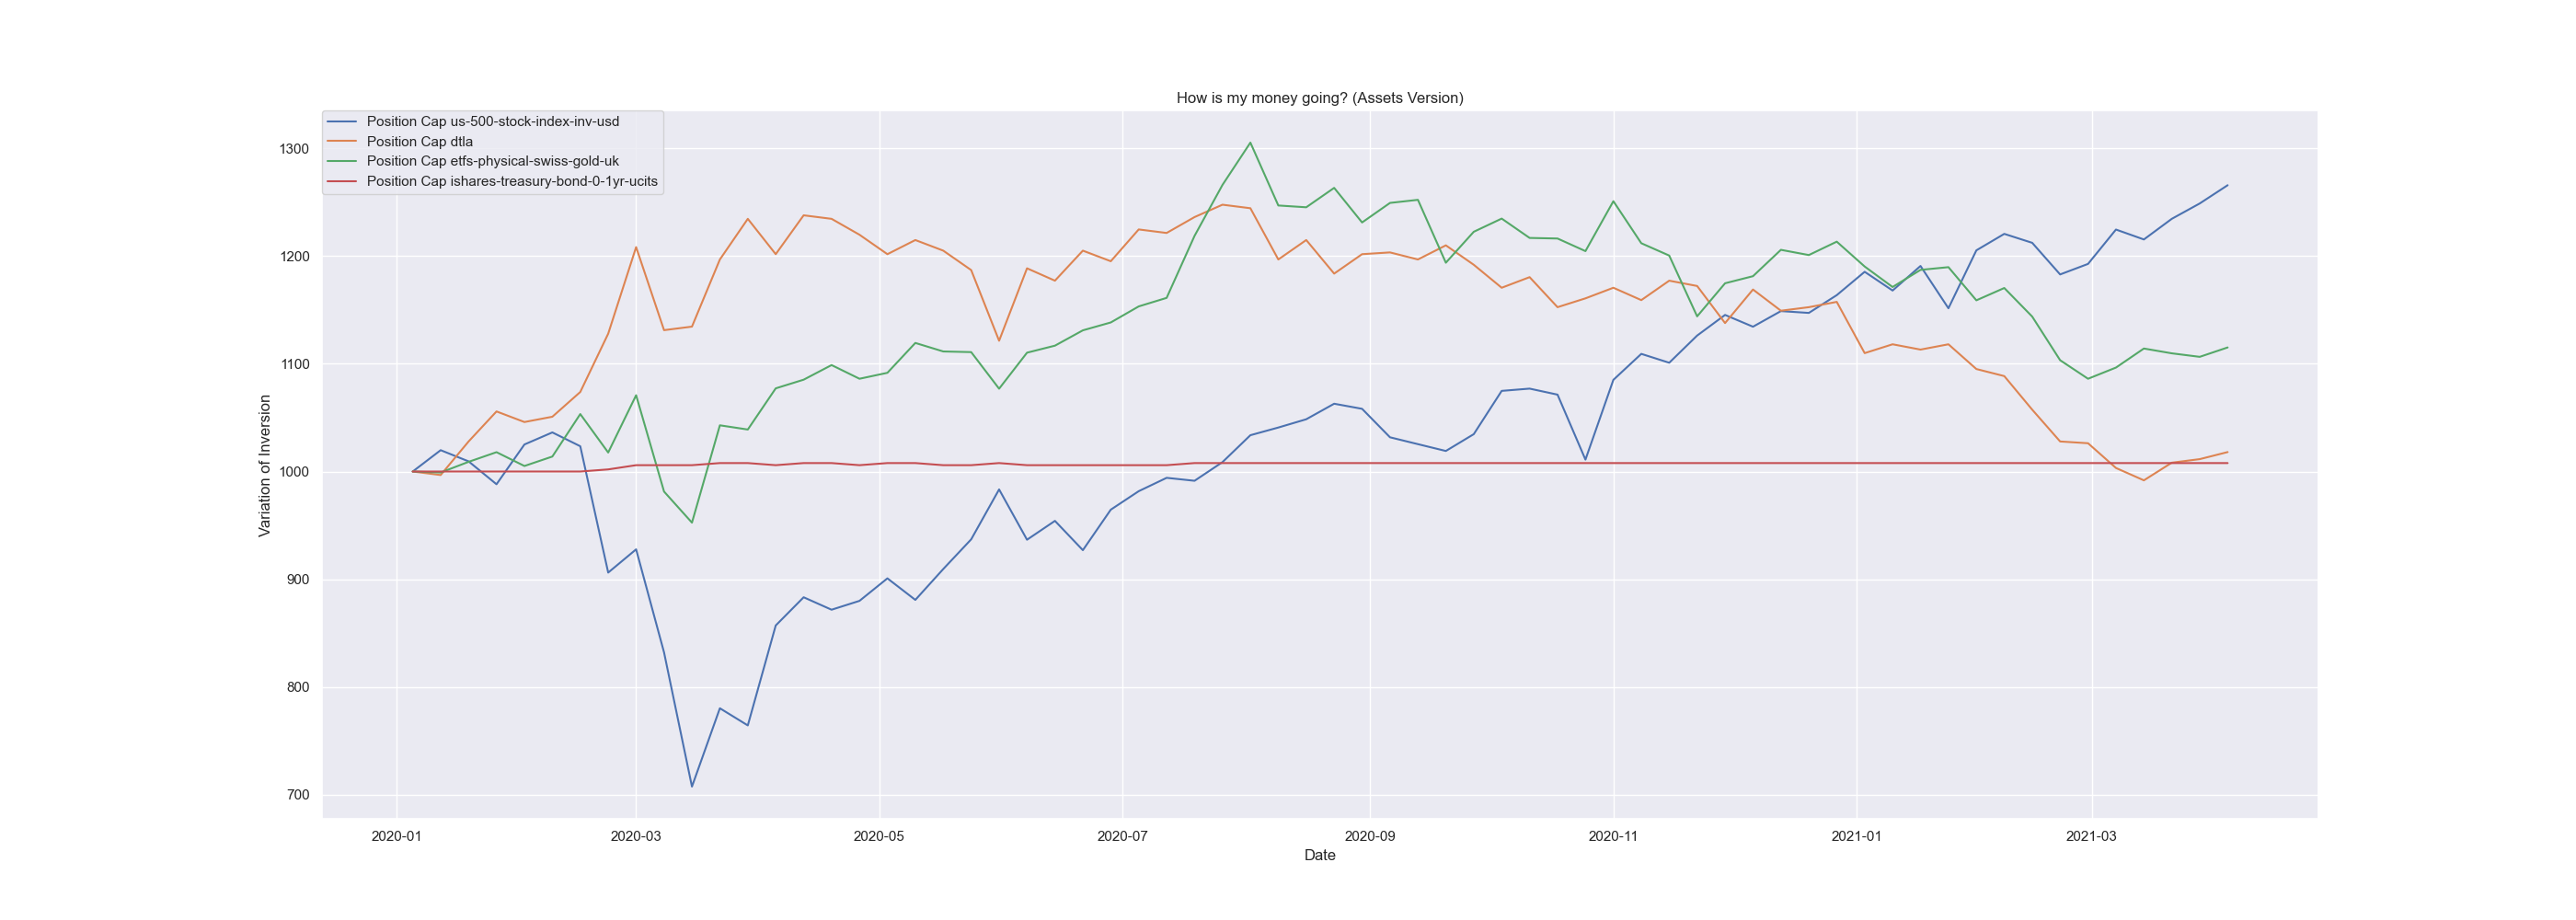 How is my money going? (Assets Version)
Position Cap us-500-stock-index-inv-usd
Position Cap dtla
Position Cap etfs-physical-swiss-gold-uk
Position Cap ishares-treasury-bond-0-1yr-ucits
Variation of Inversion
1300
1200
1100
1000
900
800
700
2020-01 2020-03 2020-05 2020-07 2020-09 2020-11 2021-01 2021-03
Date